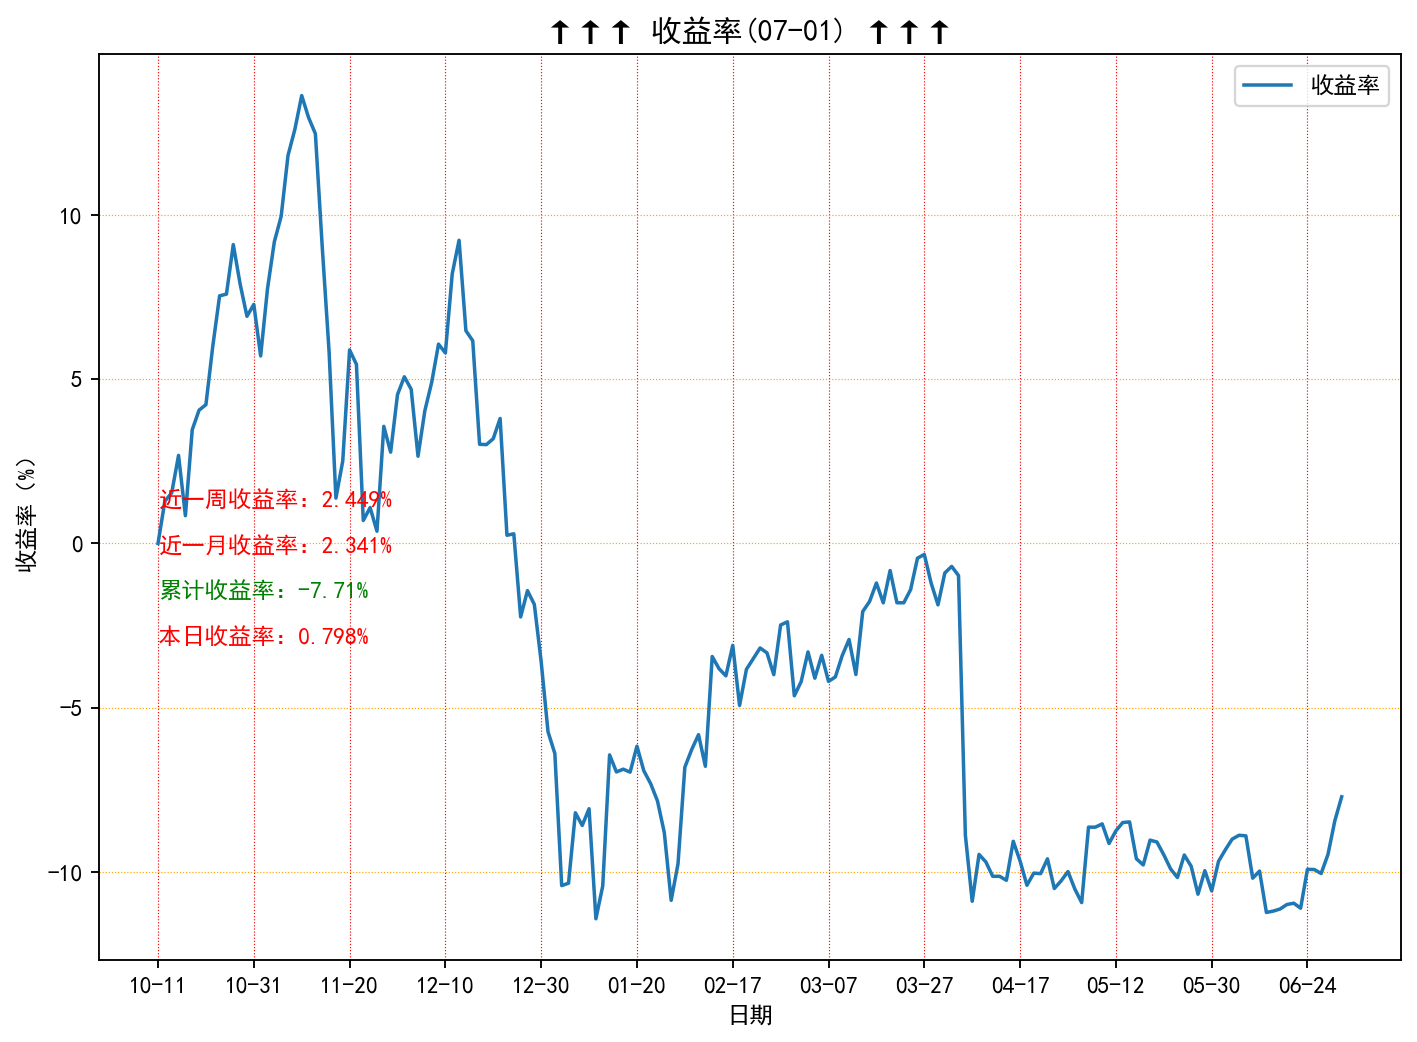 ↑↑↑ 收益率(07-01) ↑↑↑
收益率
10
5
0
-5
-10
收益率（%）
近一周收益率：2.449%
近一月收益率：2.341%
累计收益率：-7.71%
本日收益率：0.798%
10-11 10-31 11-20 12-10 12-30 01-20 02-17 03-07 03-27 04-17 05-12 05-30 06-24
日期